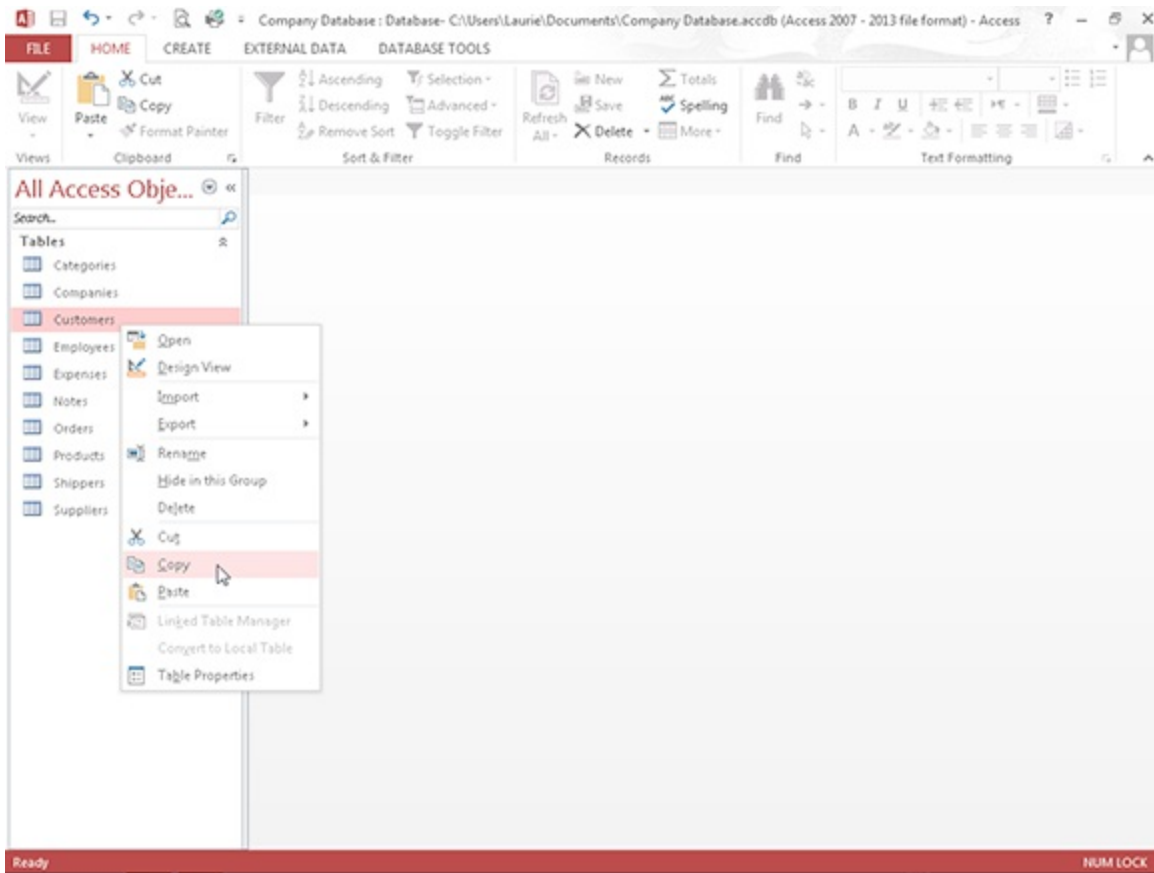 Company Database : Database- C:\Users\Laurie\Documents\Company Database.accdb (Access 2007 - 2013 file format) - Access ?
FILE HOME CREATE EXTERNAL DATA DATABASE TOOLS
View
Views
Paste
Cut
Copy
Format Painter
Clipboard
Filter
Ascending
Descending
Remove Sort
Selection
Advanced
Toggle Filter
Sort & Filter
Refresh
All
New
Save
Delete
Totals
Spelling
More
Records
Find
Find
B I U
A
Text Formatting
All Access Obje...
Search...
Tables
Categories
Companies
Customers
Employees
Expenses
Notes
Orders
Products
Shippers
Suppliers
Open
Design View
Import
Export
Rename
Hide in this Group
Delete
Cut
Copy
Paste
Linked Table Manager
Convert to Local Table
Table Properties
Ready
NUM LOCK